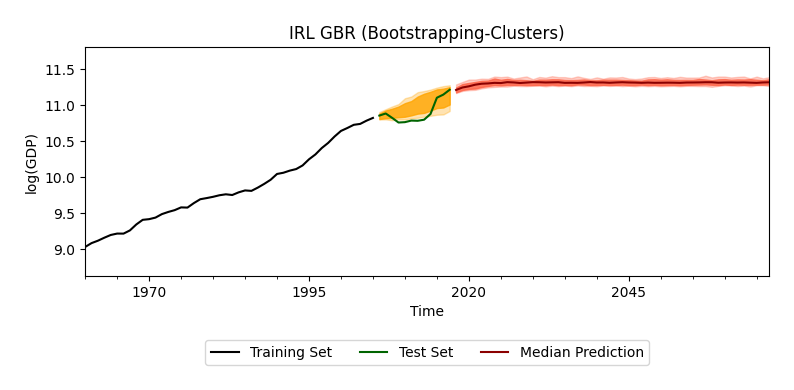 IRL GBR (Bootstrapping-Clusters)
11.5
11.0
10.5
10.0
9.5
9.0
log(GDP)
1970 1995 2020 2045
Time
Training Set Test Set Median Prediction